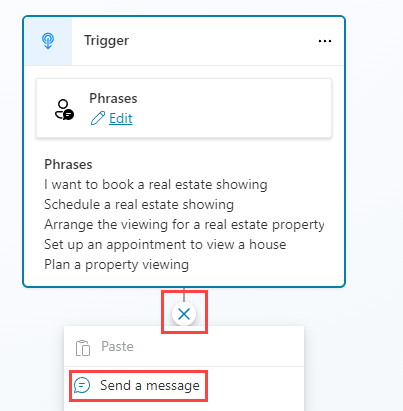 Trigger
Phrases
Edit
Phrases
I want to book a real estate showing
Schedule a real estate showing
Arrange the viewing for a real estate property
Set up an appointment to view a house
Plan a property viewing
Paste
Send a message